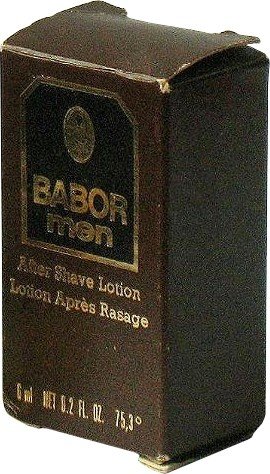 BABOR
men
After Shave Lotion
Lotion Après Rasage
6 ml NET 0.2 FL. OZ. 75,3°